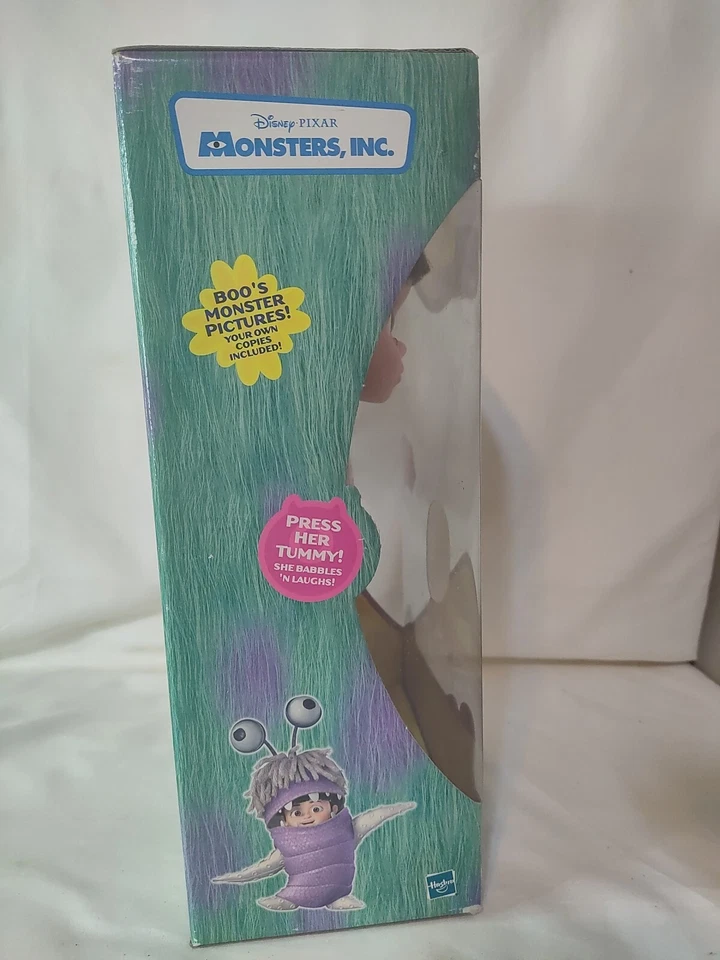 Disney·PIXAR
MONSTERS, INC.
BOO'S
MONSTER
PICTURES!
YOUR OWN
COPIES
INCLUDED!
PRESS
HER
TUMMY!
SHE BABBLES
'N LAUGHS!
Hasbro